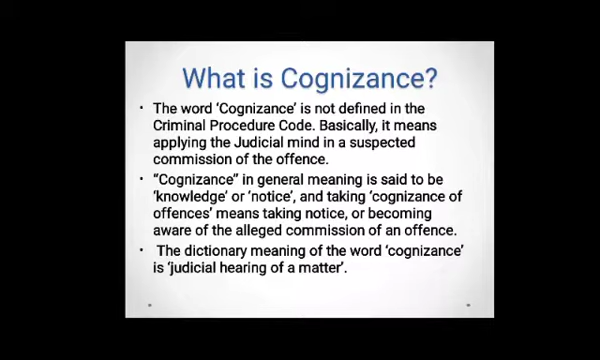 What is Cognizance?
• The word ‘Cognizance’ is not defined in the
Criminal Procedure Code. Basically, it means
applying the Judicial mind in a suspected
commission of the offence.
• “Cognizance” in general meaning is said to be
‘knowledge’ or ‘notice’, and taking ‘cognizance of
offences’ means taking notice, or becoming
aware of the alleged commission of an offence.
• The dictionary meaning of the word ‘cognizance’
is ‘judicial hearing of a matter’.